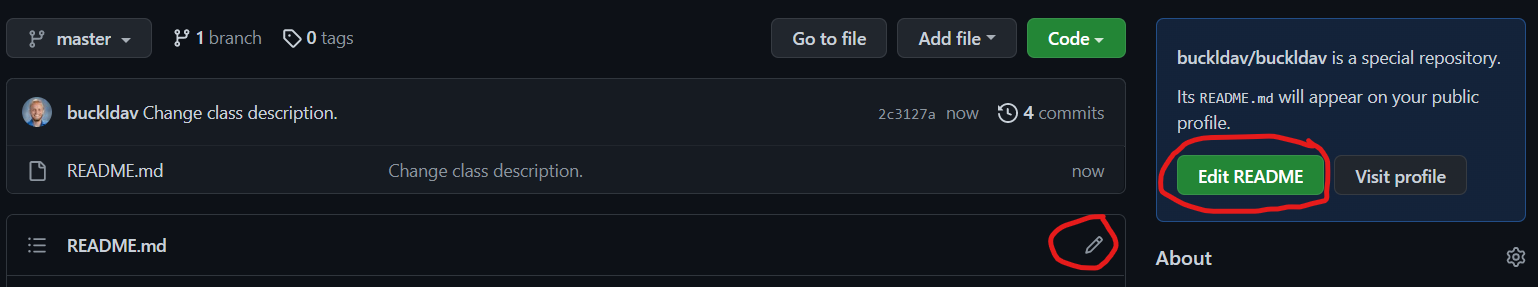 master 1 branch 0 tags Go to file Add file Code
buckldav Change class description. 2c3127a now 4 commits
README.md Change class description. now
README.md
buckldav/buckldav is a special repository.
Its README.md will appear on your public
profile.
Edit README Visit profile
About